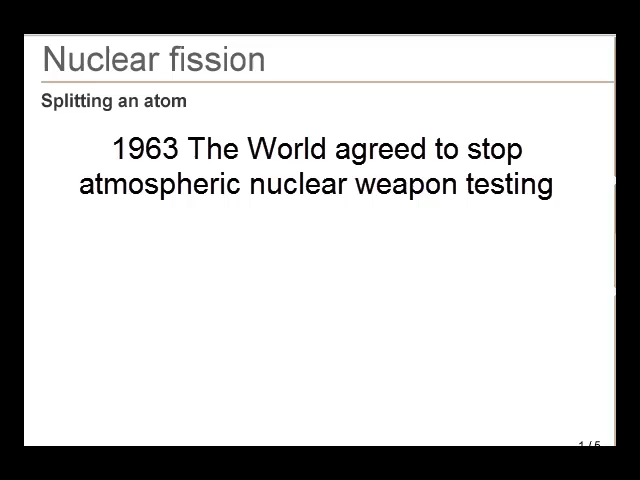 Nuclear fission
Splitting an atom
1963 The World agreed to stop
atmospheric nuclear weapon testing
1 / 5